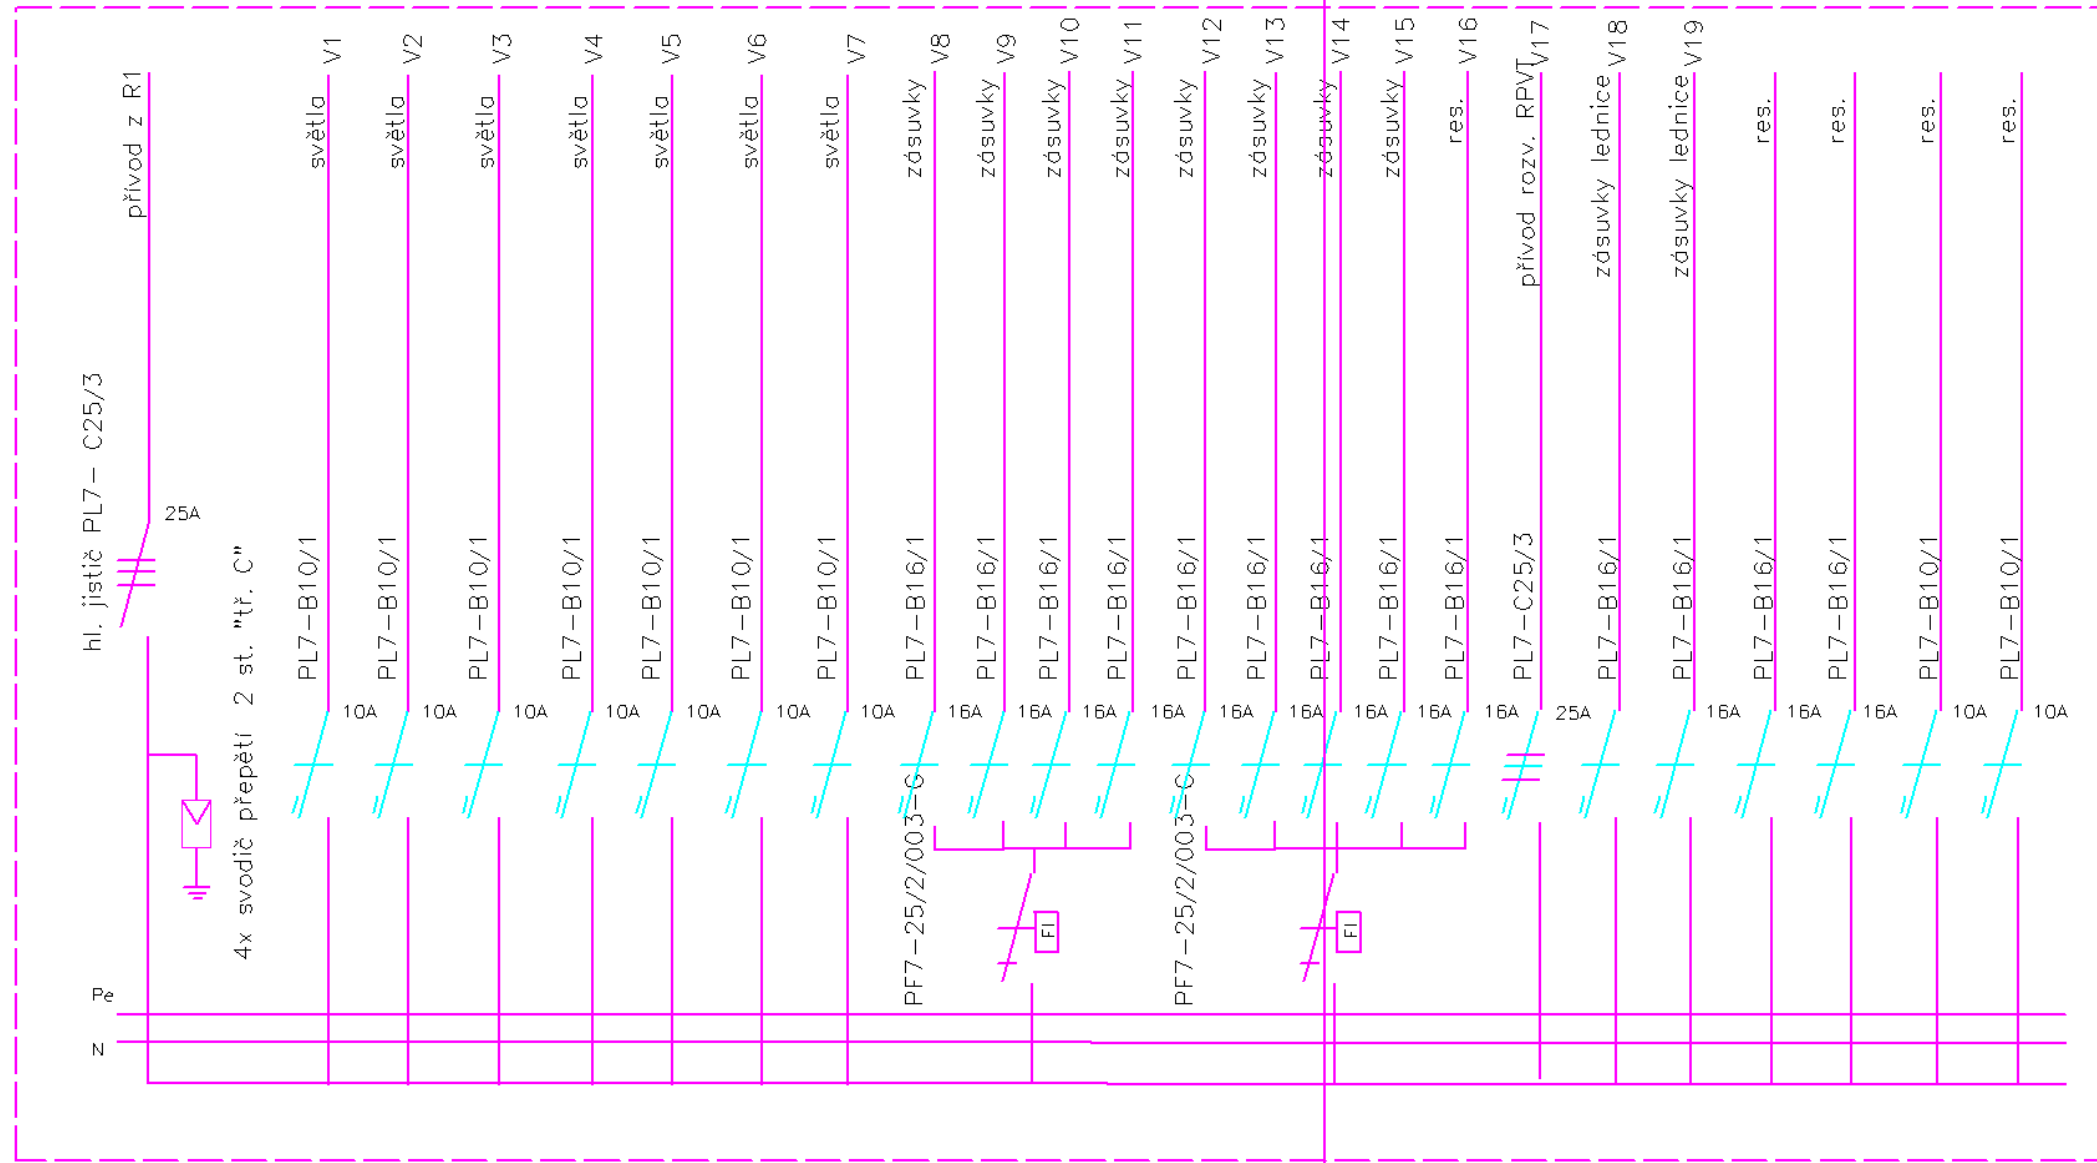 přívod z R1
hl. jistič PL7- C25/3
25A
4x svodič přepětí 2 st. "tř. C"
V1
světla
PL7-B10/1
10A
V2
světla
PL7-B10/1
10A
V3
světla
PL7-B10/1
10A
V4
světla
PL7-B10/1
10A
V5
světla
PL7-B10/1
10A
V6
světla
PL7-B10/1
10A
V7
světla
PL7-B10/1
10A
V8
zásuvky
PL7-B16/1
16A
V9
zásuvky
PL7-B16/1
16A
V10
zásuvky
PL7-B16/1
16A
V11
zásuvky
PL7-B16/1
16A
PF7-25/2/003-G
FI
V12
zásuvky
PL7-B16/1
16A
V13
zásuvky
PL7-B16/1
16A
V14
zásuvky
PL7-B16/1
16A
V15
zásuvky
PL7-B16/1
16A
V16
res.
PL7-B16/1
16A
PF7-25/2/003-G
FI
V17
přívod rozv. RPVT
PL7-C25/3
25A
V18
zásuvky lednice
PL7-B16/1
V19
zásuvky lednice
PL7-B16/1
16A
res.
PL7-B16/1
16A
res.
PL7-B16/1
16A
res.
PL7-B10/1
10A
res.
PL7-B10/1
10A
Pe
N